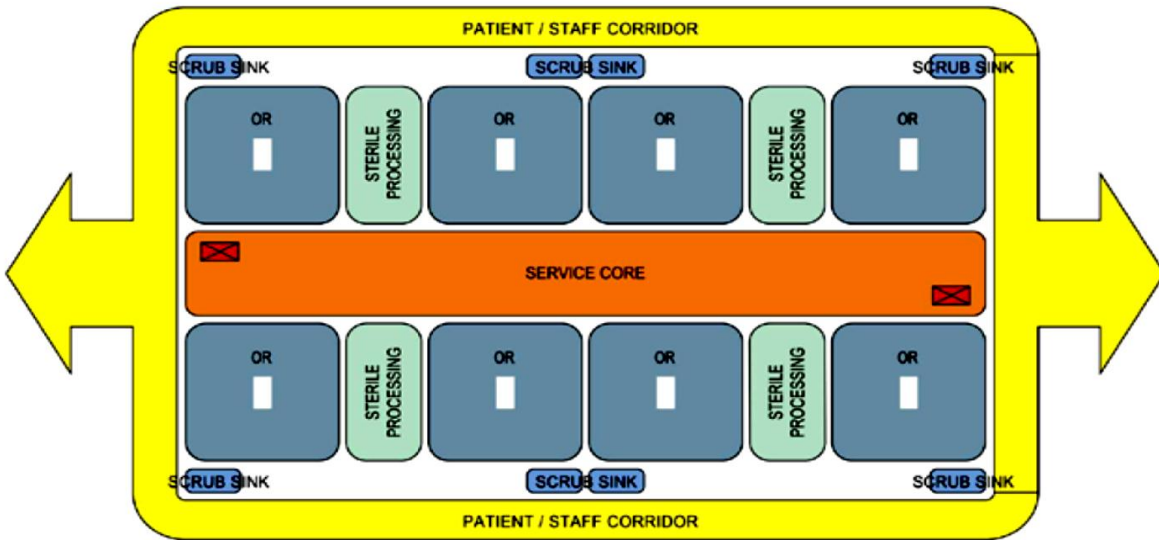 PATIENT / STAFF CORRIDOR
SCRUB SINK
SCRUB SINK
SCRUB SINK
OR
STERILE
PROCESSING
OR
OR
STERILE
PROCESSING
OR
SERVICE CORE
OR
STERILE
PROCESSING
OR
OR
STERILE
PROCESSING
OR
SCRUB SINK
SCRUB SINK
SCRUB SINK
PATIENT / STAFF CORRIDOR